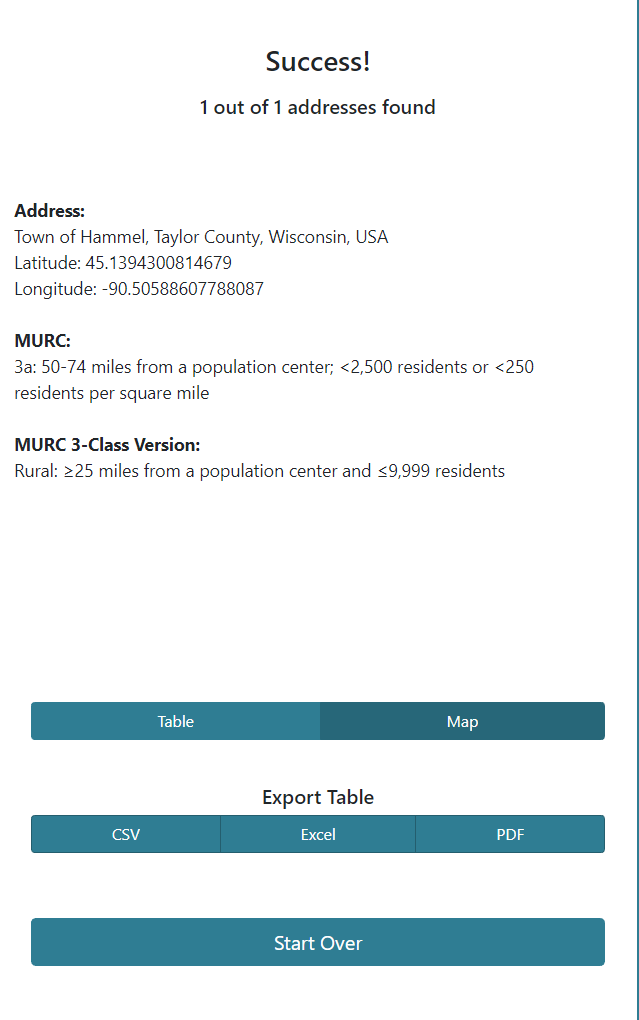 Success!
1 out of 1 addresses found
Address:
Town of Hammel, Taylor County, Wisconsin, USA
Latitude: 45.1394300814679
Longitude: -90.50588607788087
MURC:
3a: 50-74 miles from a population center; <2,500 residents or <250
residents per square mile
MURC 3-Class Version:
Rural: ≥25 miles from a population center and ≤9,999 residents
Table Map
Export Table
CSV Excel PDF
Start Over